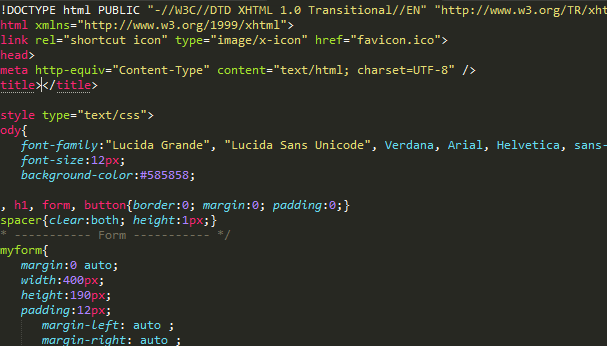 !DOCTYPE html PUBLIC "-//W3C//DTD XHTML 1.0 Transitional//EN" "http://www.w3.org/TR/xht
html xmlns="http://www.w3.org/1999/xhtml">
link rel="shortcut icon" type="image/x-icon" href="favicon.ico">
head>
meta http-equiv="Content-Type" content="text/html; charset=UTF-8" />
title></title>
style type="text/css">
ody{
font-family:"Lucida Grande", "Lucida Sans Unicode", Verdana, Arial, Helvetica, sans-
font-size:12px;
background-color:#585858;
, h1, form, button{border:0; margin:0; padding:0;}
spacer{clear:both; height:1px;}
* ----------- Form ----------- */
myform{
margin:0 auto;
width:400px;
height:190px;
padding:12px;
margin-left: auto ;
margin-right: auto ;